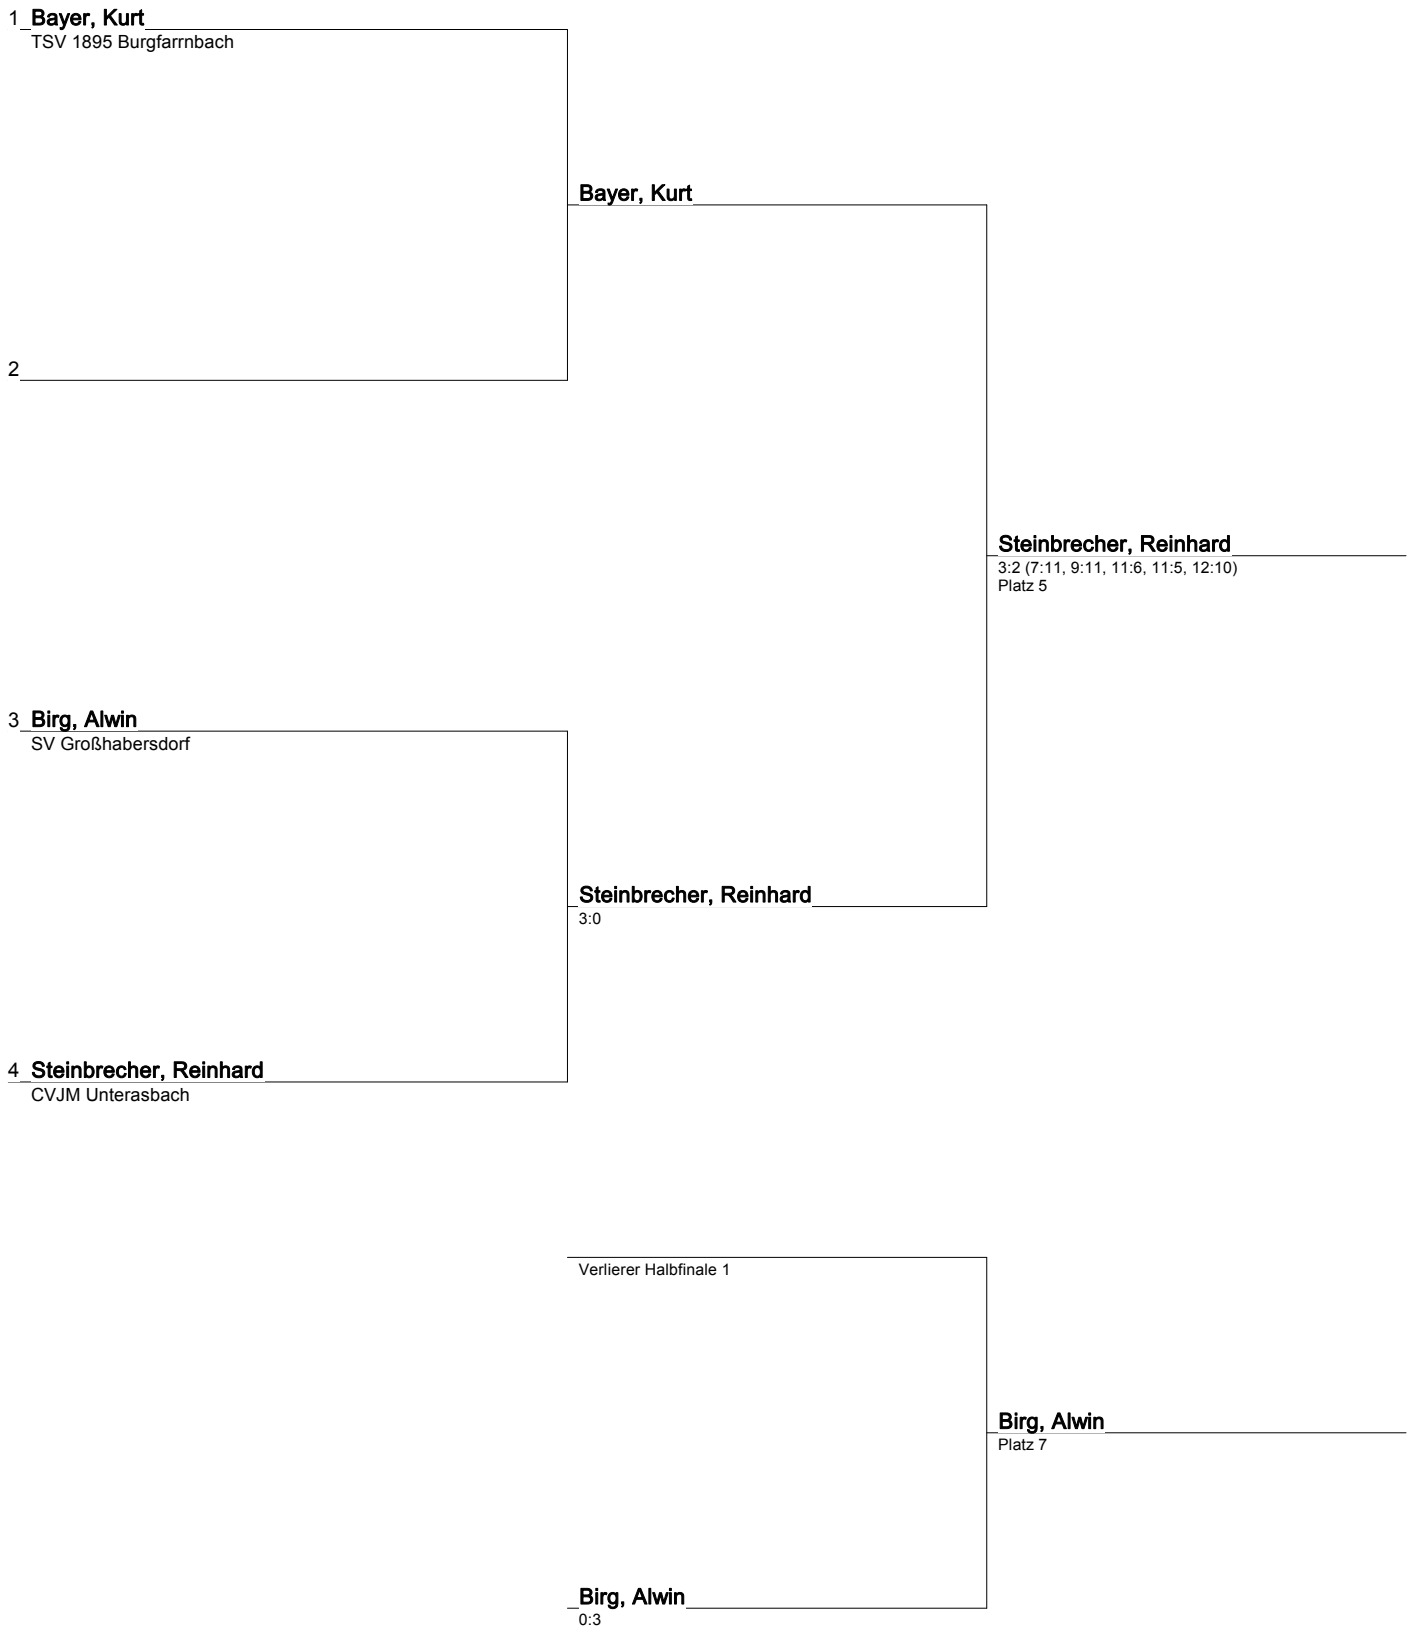 1 Bayer, Kurt
TSV 1895 Burgfarrnbach
Bayer, Kurt
2
Steinbrecher, Reinhard
3:2 (7:11, 9:11, 11:6, 11:5, 12:10)
Platz 5
3 Birg, Alwin
SV Großhabersdorf
Steinbrecher, Reinhard
3:0
4 Steinbrecher, Reinhard
CVJM Unterasbach
Verlierer Halbfinale 1
Birg, Alwin
Platz 7
Birg, Alwin
0:3